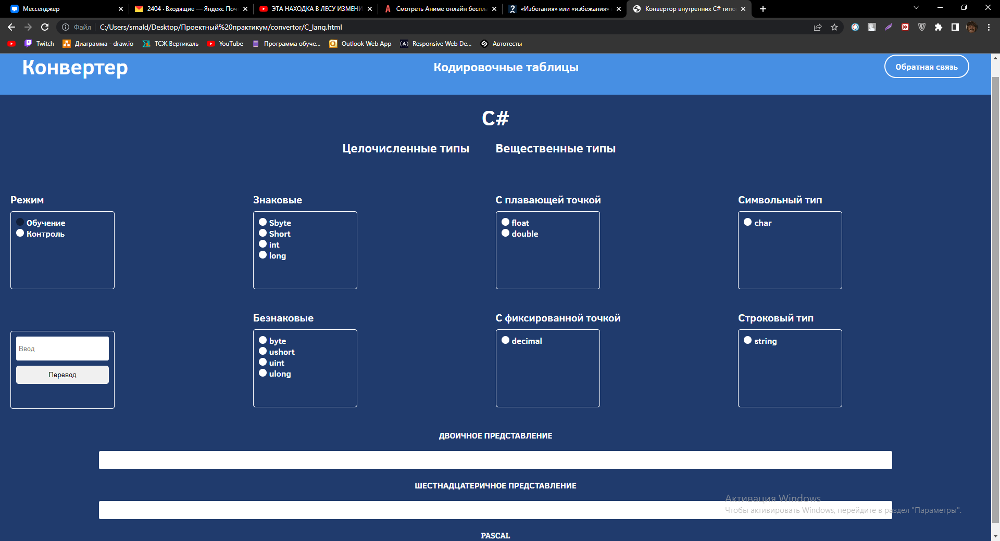 Мессенджер
2404 · Входящие — Яндекс Поч
ЭТА НАХОДКА В ЛЕСУ ИЗМЕНИ
Смотреть Аниме онлайн беспла
«Избегания» или «избежания»
Конвертор внутренних C# типо
Файл
C:/Users/smald/Desktop/Проектный%20практикум/convertor/C_lang.html
Twitch
Диаграмма - draw.io
ТСЖ Вертикаль
YouTube
Программа обуче...
Outlook Web App
Responsive Web De...
Автотесты
Конвертер
Кодировочные таблицы
Обратная связь
C#
Целочисленные типы
Вещественные типы
Режим
Обучение
Контроль
Знаковые
Sbyte
Short
int
long
С плавающей точкой
float
double
Символьный тип
char
Ввод
Перевод
Безнаковые
byte
ushort
uint
ulong
С фиксированной точкой
decimal
Строковый тип
string
ДВОИЧНОЕ ПРЕДСТАВЛЕНИЕ
ШЕСТНАДЦАТЕРИЧНОЕ ПРЕДСТАВЛЕНИЕ
Активация Windows
Чтобы активировать Windows, перейдите в раздел "Параметры".
PASCAL